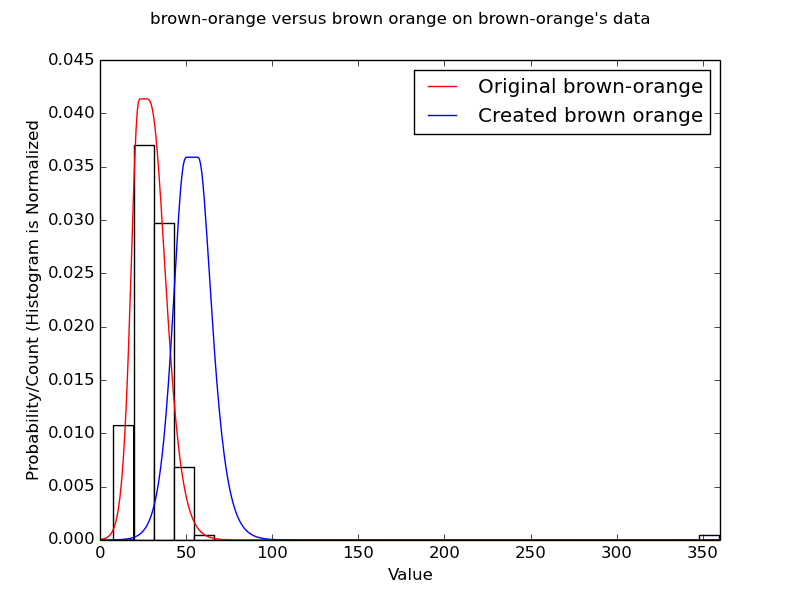 brown-orange versus brown orange on brown-orange's data
Original brown-orange
Created brown orange
0.045
0.040
0.035
0.030
0.025
0.020
0.015
0.010
0.005
0.000
Probability/Count (Histogram is Normalized
0 50 100 150 200 250 300 350
Value